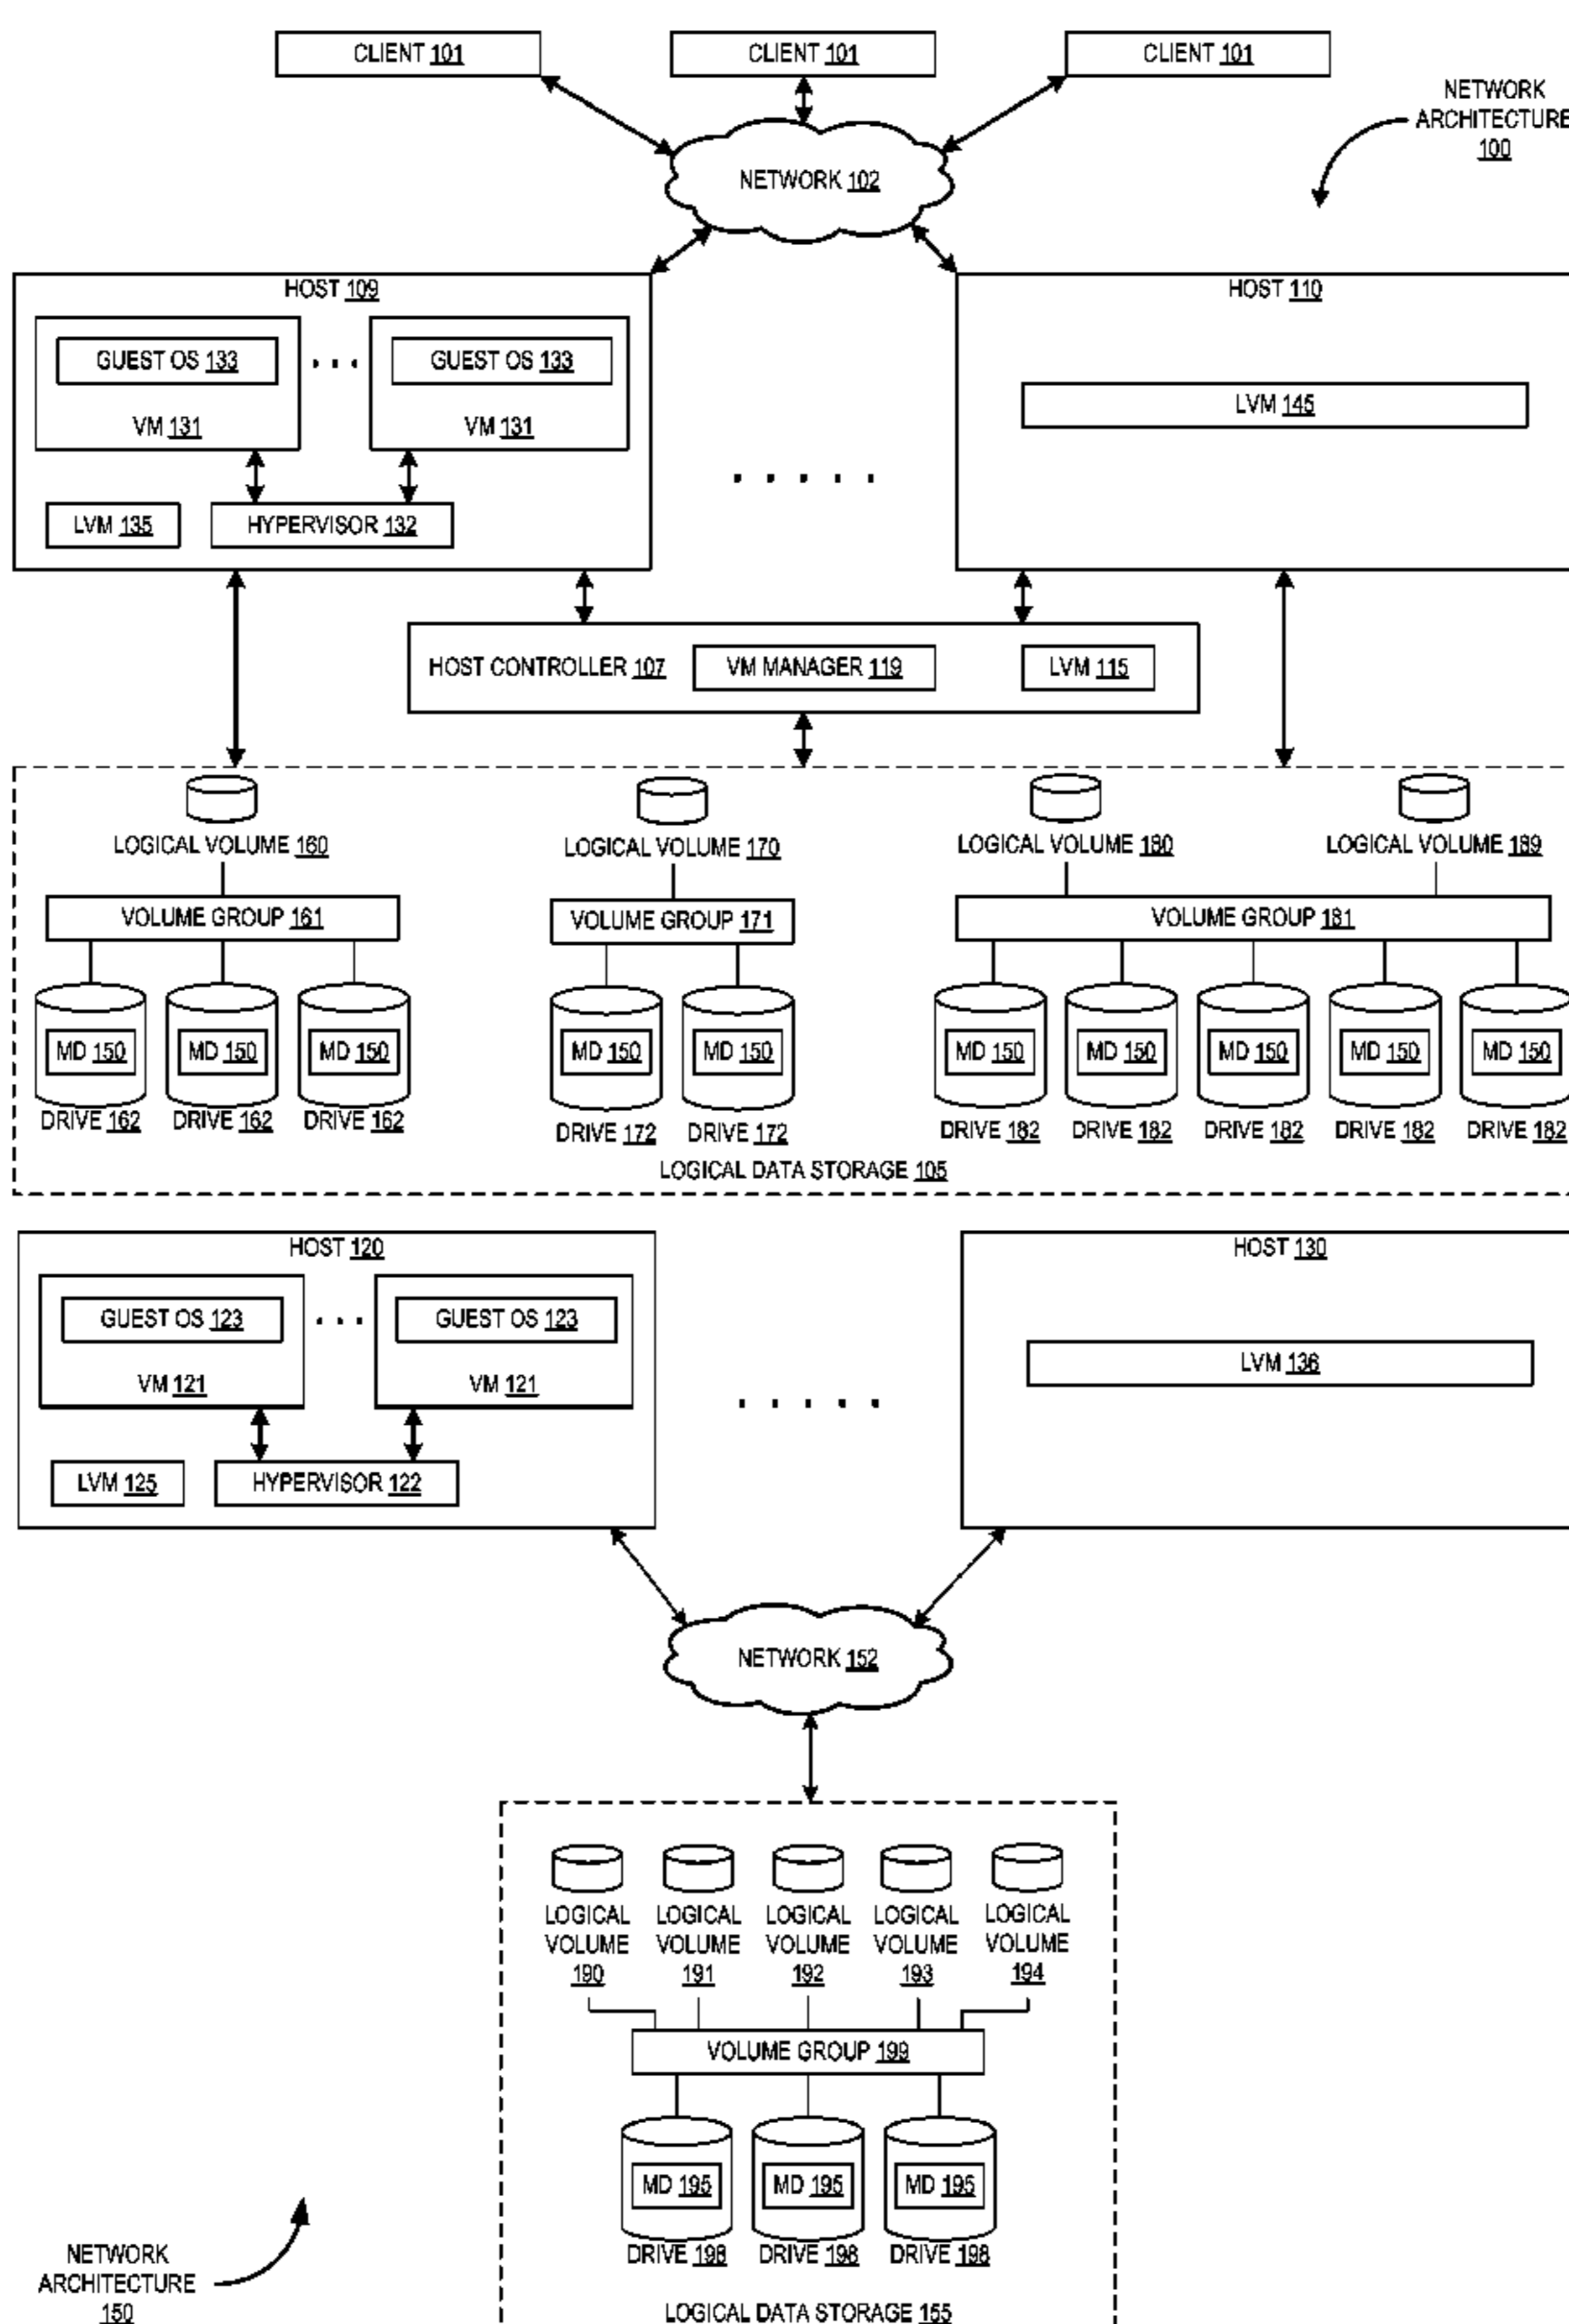 CLIENT 101
CLIENT 101
CLIENT 101
NETWORK
ARCHITECTURE
100
NETWORK 102
HOST 109
GUEST OS 133
GUEST OS 133
VM 131
VM 131
LVM 135
HYPERVISOR 132
HOST 110
LVM 145
HOST CONTROLLER 107
VM MANAGER 119
LVM 115
LOGICAL VOLUME 160
LOGICAL VOLUME 170
LOGICAL VOLUME 180
LOGICAL VOLUME 189
VOLUME GROUP 161
VOLUME GROUP 171
VOLUME GROUP 181
MD 150
MD 150
MD 150
MD 150
MD 150
MD 150
MD 150
MD 150
MD 150
MD 150
DRIVE 162
DRIVE 162
DRIVE 162
DRIVE 172
DRIVE 172
DRIVE 182
DRIVE 182
DRIVE 182
DRIVE 182
DRIVE 182
LOGICAL DATA STORAGE 105
HOST 120
GUEST OS 123
GUEST OS 123
VM 121
VM 121
LVM 125
HYPERVISOR 122
HOST 130
LVM 136
NETWORK 152
LOGICAL
VOLUME
190
LOGICAL
VOLUME
191
LOGICAL
VOLUME
192
LOGICAL
VOLUME
193
LOGICAL
VOLUME
194
VOLUME GROUP 199
MD 195
MD 195
MD 195
DRIVE 198
DRIVE 198
DRIVE 198
NETWORK
ARCHITECTURE
150
LOGICAL DATA STORAGE 155